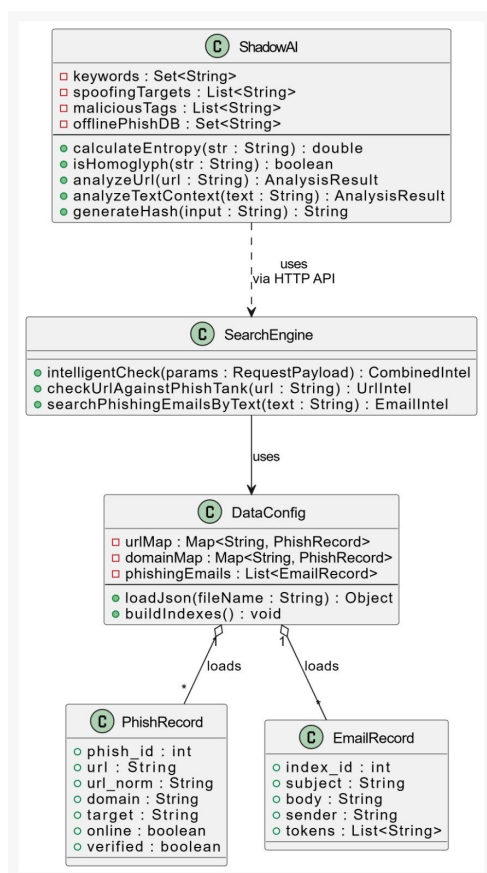 C ShadowAI
keywords : Set<String>
spoofingTargets : List<String>
maliciousTags : List<String>
offlinePhishDB : Set<String>
calculateEntropy(str : String) : double
isHomoglyph(str : String) : boolean
analyzeUrl(url : String) : AnalysisResult
analyzeTextContext(text : String) : AnalysisResult
generateHash(input : String) : String
uses
via HTTP API
C SearchEngine
intelligentCheck(params : RequestPayload) : CombinedIntel
checkUrlAgainstPhishTank(url : String) : UrlIntel
searchPhishingEmailsByText(text : String) : EmailIntel
uses
C DataConfig
urlMap : Map<String, PhishRecord>
domainMap : Map<String, PhishRecord>
phishingEmails : List<EmailRecord>
loadJson(fileName : String) : Object
buildIndexes() : void
1 1
loads loads
* *
C PhishRecord
phish_id : int
url : String
url_norm : String
domain : String
target : String
online : boolean
verified : boolean
C EmailRecord
index_id : int
subject : String
body : String
sender : String
tokens : List<String>